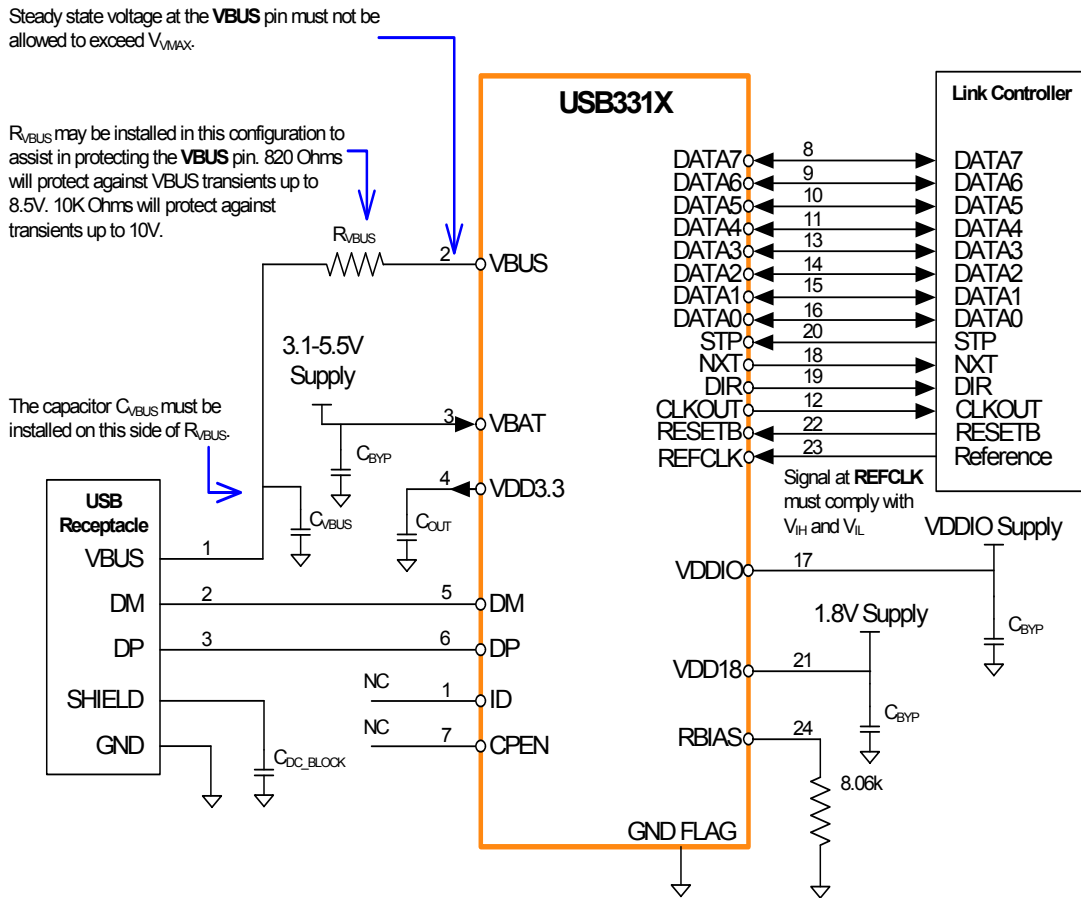 Steady state voltage at the VBUS pin must not be
allowed to exceed VVMAX.
RVBUS may be installed in this configuration to
assist in protecting the VBUS pin. 820 Ohms
will protect against VBUS transients up to
8.5V. 10K Ohms will protect against
transients up to 10V.
RVBUS
2
VBUS
3.1-5.5V
Supply
The capacitor CVBUS must be
installed on this side of RVBUS.
3
VBAT
CBYP
4
VDD3.3
COUT
CVBUS
USB
Receptacle
VBUS
1
DM
2
5
DM
DP
3
6
DP
SHIELD
NC
1
ID
GND
NC
7
CPEN
CDC_BLOCK
USB331X
Link Controller
DATA7
8
DATA7
DATA6
9
DATA6
DATA5
10
DATA5
DATA4
11
DATA4
DATA3
13
DATA3
DATA2
14
DATA2
DATA1
15
DATA1
DATA0
16
DATA0
STP
20
STP
NXT
18
NXT
DIR
19
DIR
CLKOUT
12
CLKOUT
RESETB
22
RESETB
REFCLK
23
Reference
Signal at REFCLK
must comply with
VIH and VIL
VDDIO Supply
VDDIO
17
CBYP
1.8V Supply
VDD18
21
CBYP
RBIAS
24
8.06k
GND FLAG